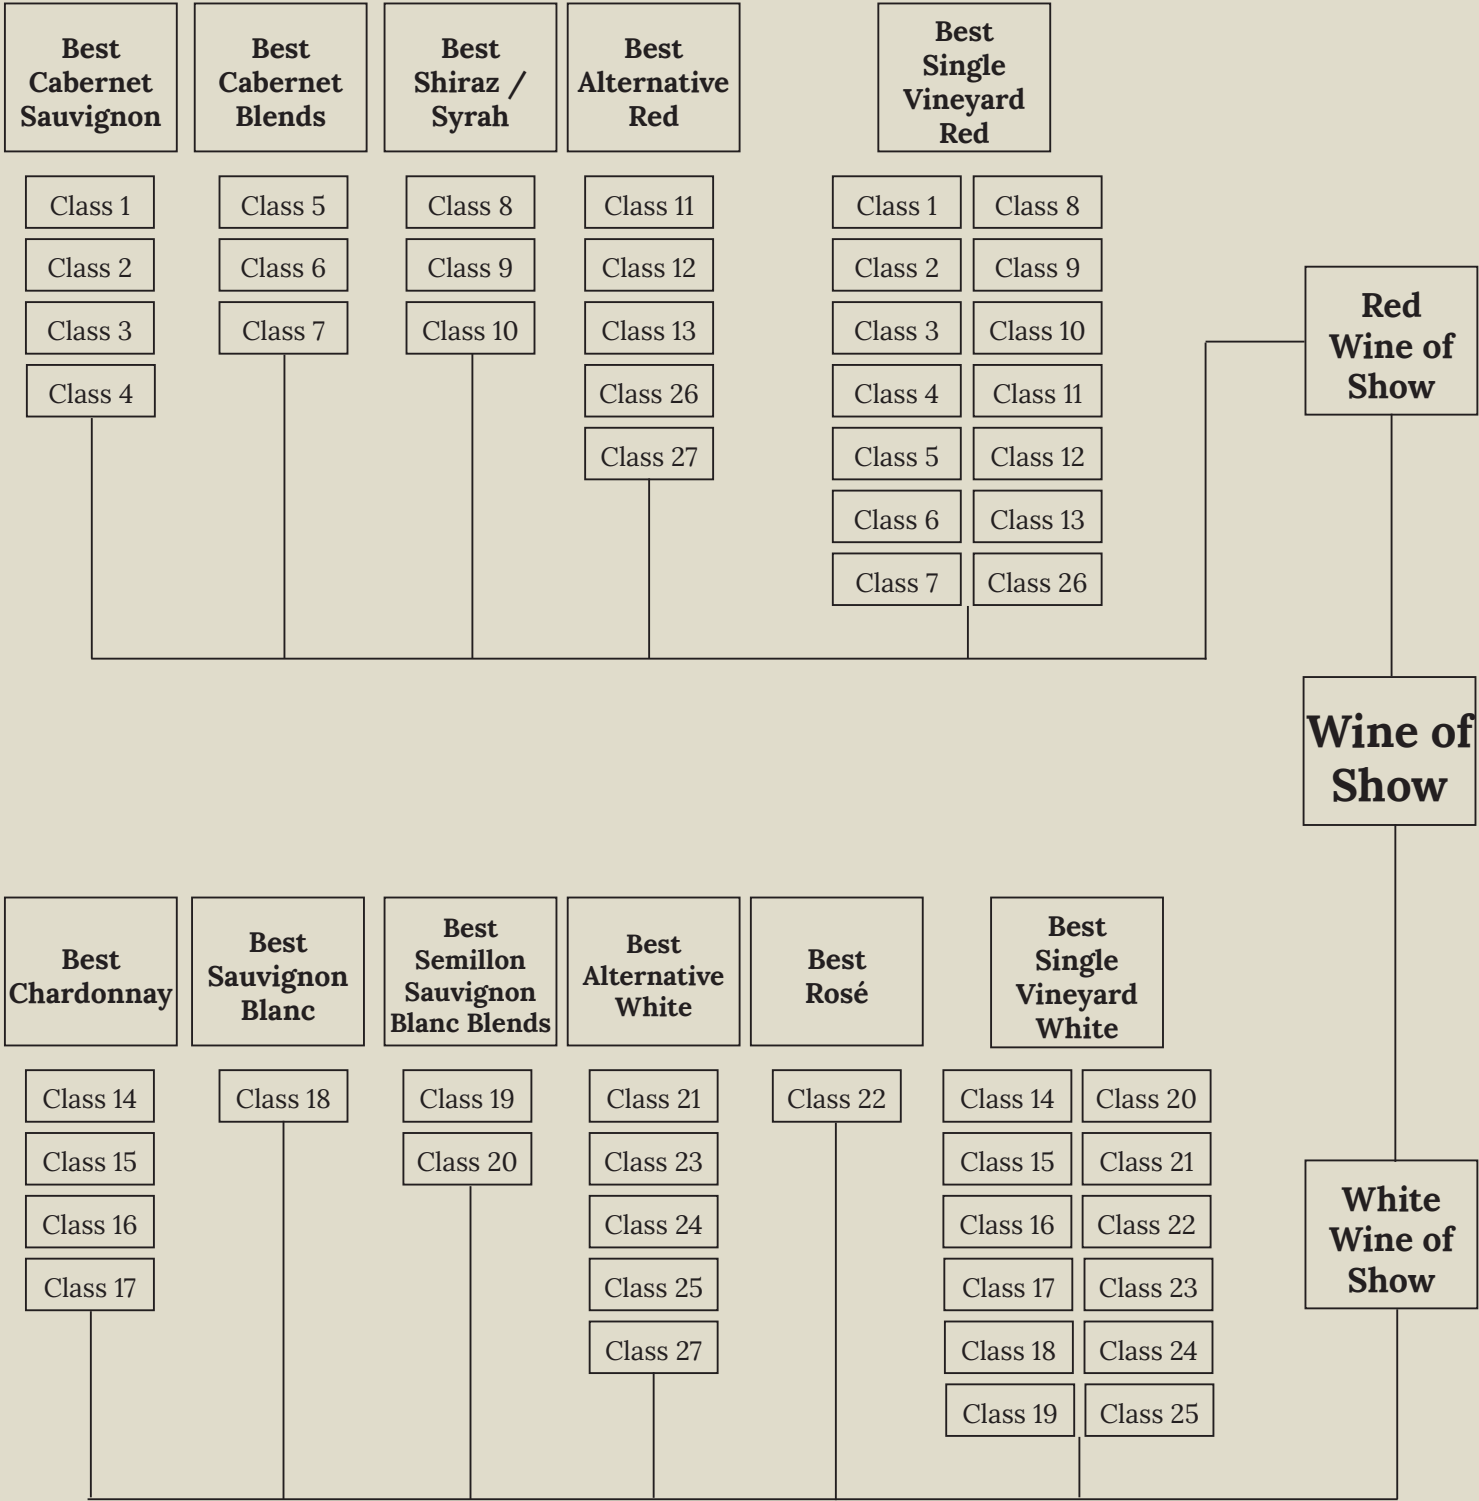 Best
Cabernet
Sauvignon
Class 1
Class 2
Class 3
Class 4
Best
Cabernet
Blends
Class 5
Class 6
Class 7
Best
Shiraz /
Syrah
Class 8
Class 9
Class 10
Best
Alternative
Red
Class 11
Class 12
Class 13
Class 26
Class 27
Best
Single
Vineyard
Red
Class 1
Class 2
Class 3
Class 4
Class 5
Class 6
Class 7
Class 8
Class 9
Class 10
Class 11
Class 12
Class 13
Class 26
Red
Wine of
Show
Wine of
Show
Best
Chardonnay
Class 14
Class 15
Class 16
Class 17
Best
Sauvignon
Blanc
Class 18
Best
Semillon
Sauvignon
Blanc Blends
Class 19
Class 20
Best
Alternative
White
Class 21
Class 23
Class 24
Class 25
Class 27
Best
Rosé
Class 22
Best
Single
Vineyard
White
Class 14
Class 15
Class 16
Class 17
Class 18
Class 19
Class 20
Class 21
Class 22
Class 23
Class 24
Class 25
White
Wine of
Show